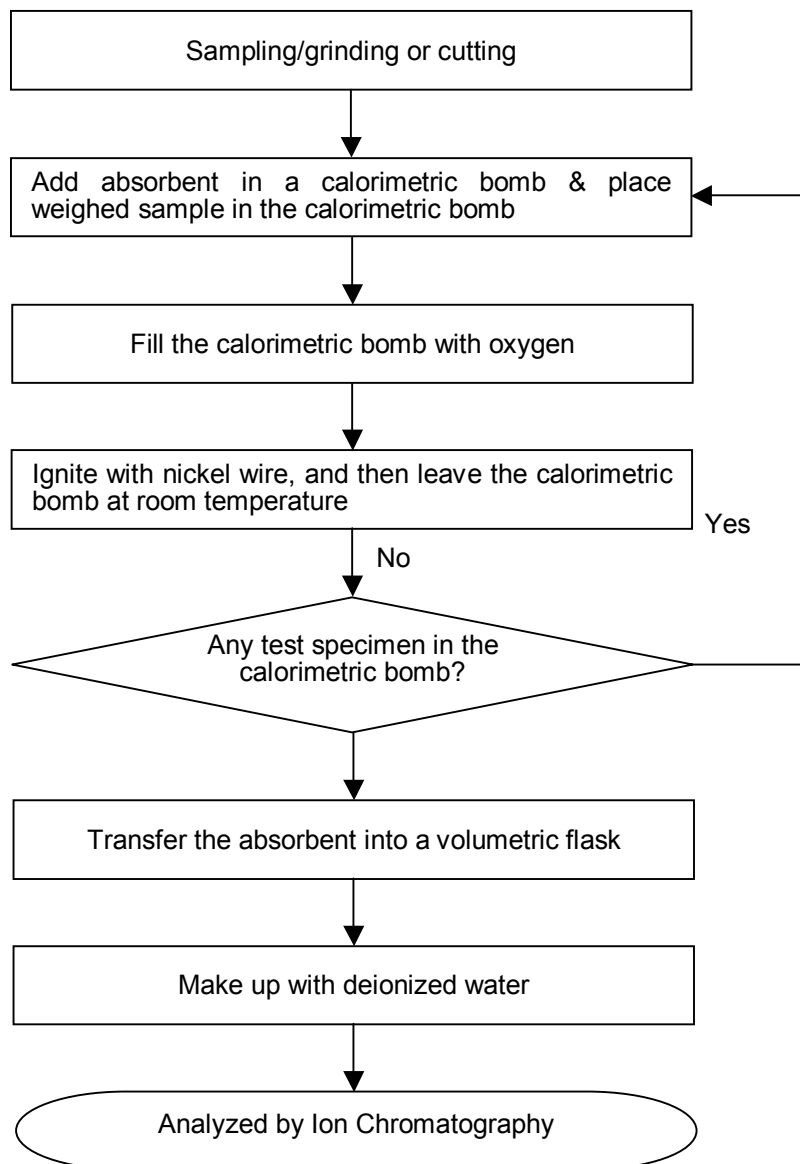 Sampling/grinding or cutting
Add absorbent in a calorimetric bomb & place
weighed sample in the calorimetric bomb
Fill the calorimetric bomb with oxygen
Ignite with nickel wire, and then leave the calorimetric
bomb at room temperature
Yes
No
Any test specimen in the
calorimetric bomb?
Transfer the absorbent into a volumetric flask
Make up with deionized water
Analyzed by Ion Chromatography